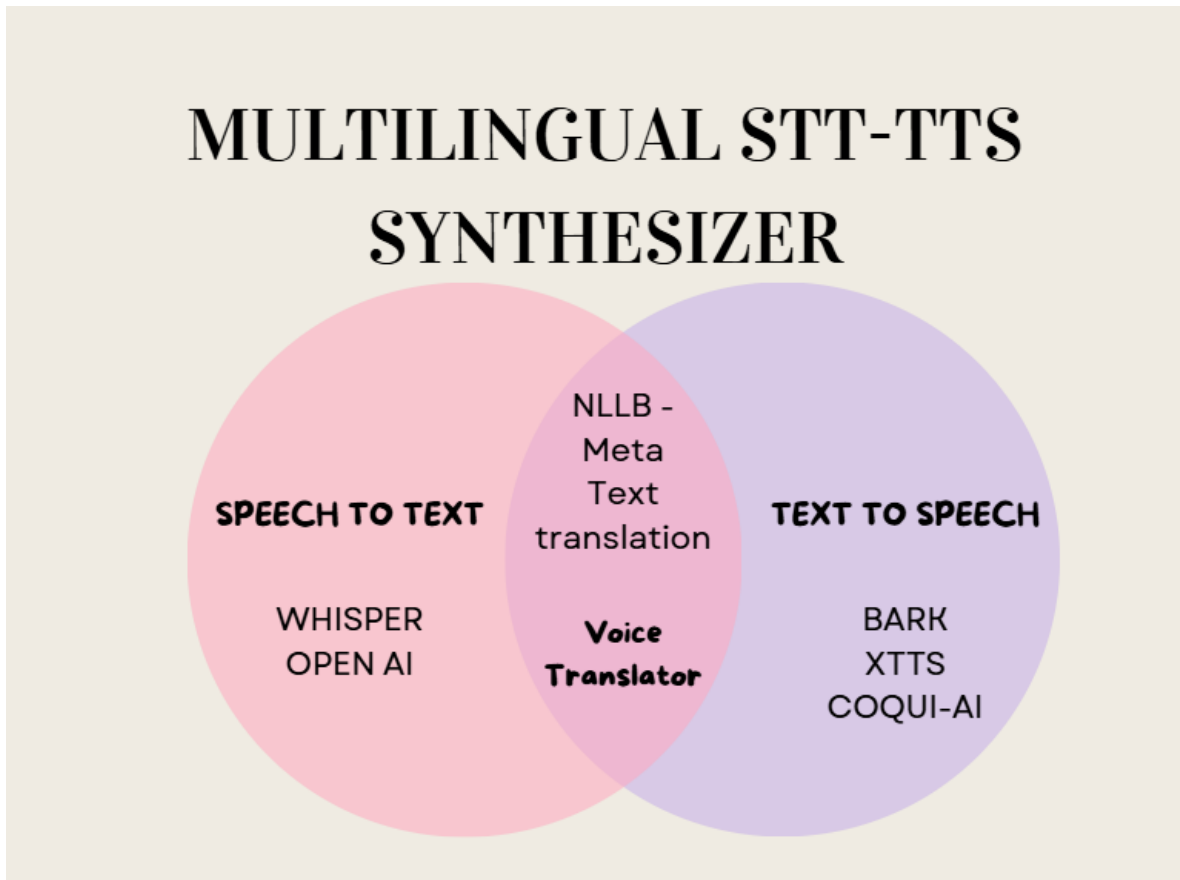 MULTILINGUAL STT-TTS
SYNTHESIZER
SPEECH TO TEXT
WHISPER
OPEN AI
NLLB -
Meta
Text
translation
Voice
Translator
TEXT TO SPEECH
BARK
XTTS
COQUI-AI